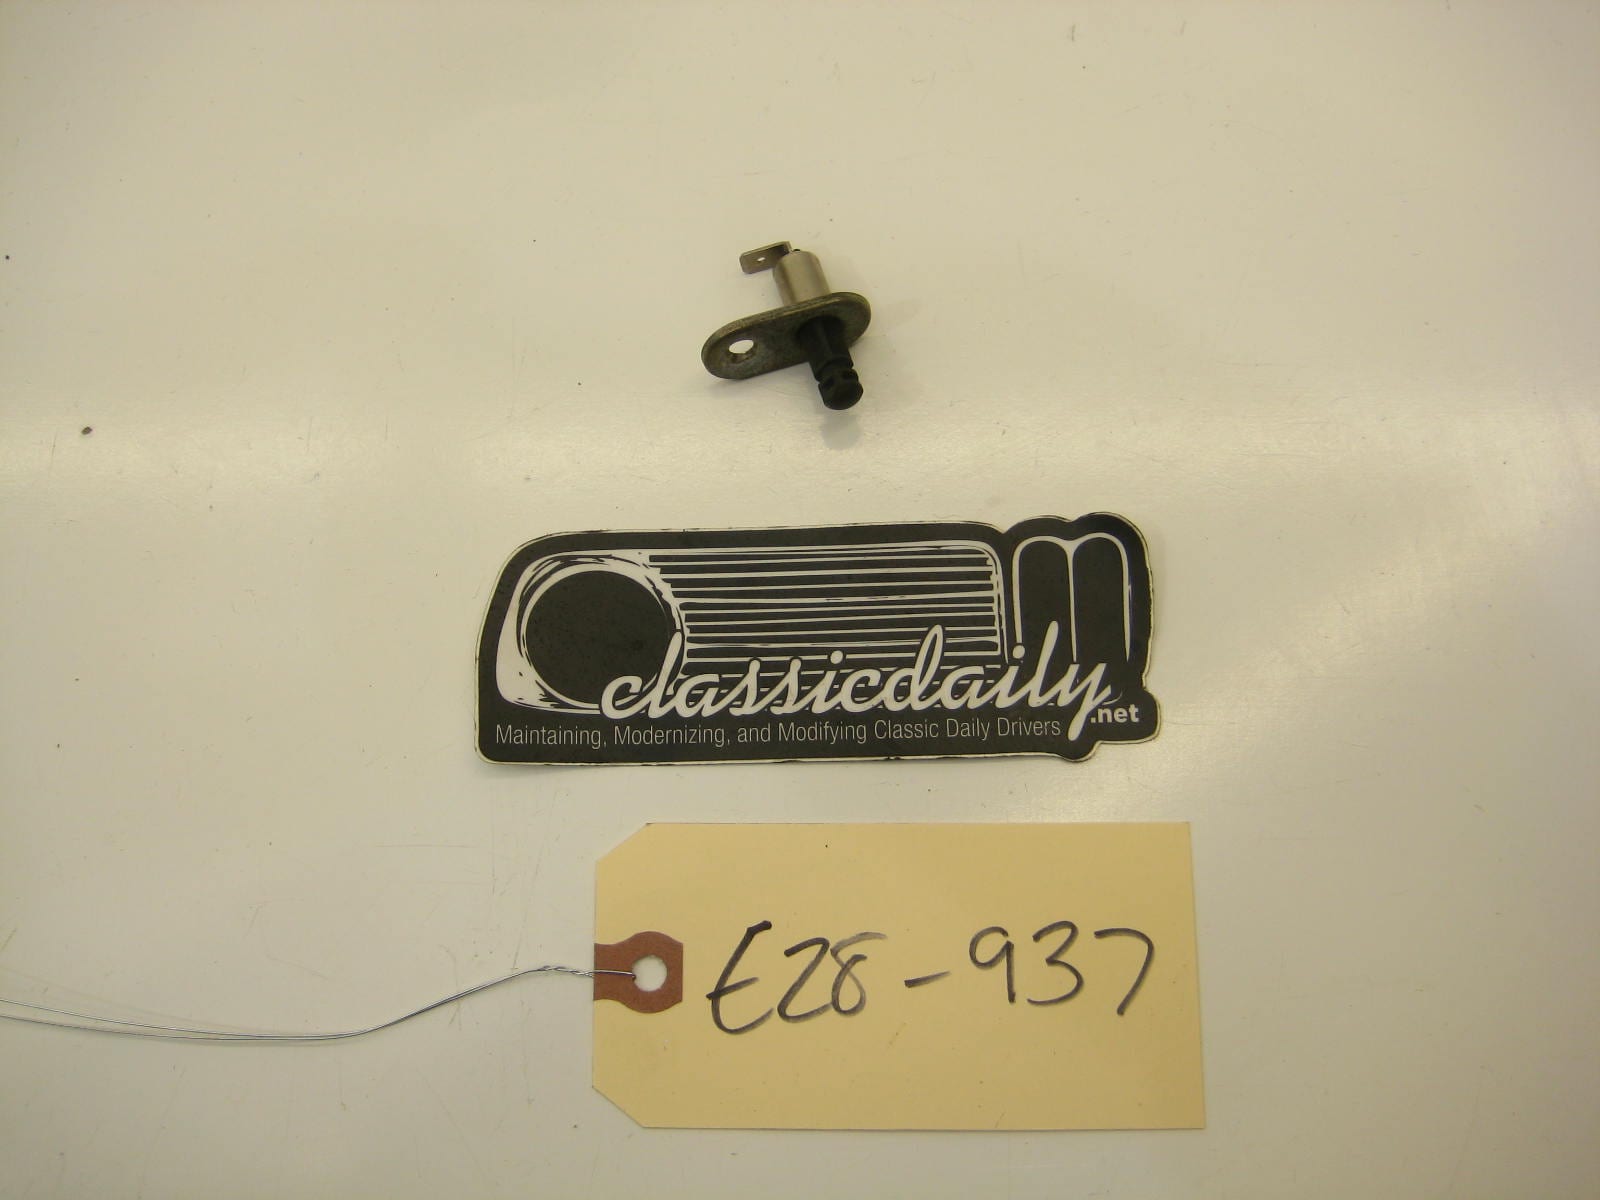 classicdaily
.net
Maintaining, Modernizing, and Modifying Classic Daily Drivers
E28-937